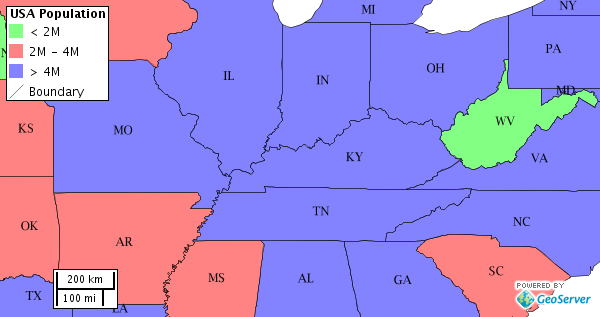 USA Population
< 2M
2M - 4M
> 4M
Boundary
MI
NY
PA
OH
IL
IN
MD
WV
KS
MO
KY
VA
OK
AR
TN
NC
MS
AL
GA
SC
TX
LA
200 km
100 mi
POWERED BY
GeoServer